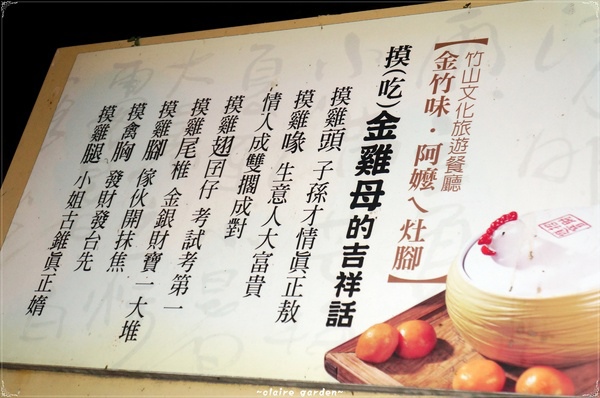 竹山文化旅遊餐廳
【金竹味・阿嬤ㄟ灶腳】
摸(吃)金雞母的吉祥話
摸雞頭 子孫才情眞正敖
摸雞喙 生意人大富貴
情人成雙擱成對
摸雞翅囝仔 考試考第一
摸雞尾椎 金銀財寶一大堆
摸雞腳 傢伙開抹焦
摸禽胸 發財發台先
摸雞腿 小姐古錐眞正媠
~claire garden~